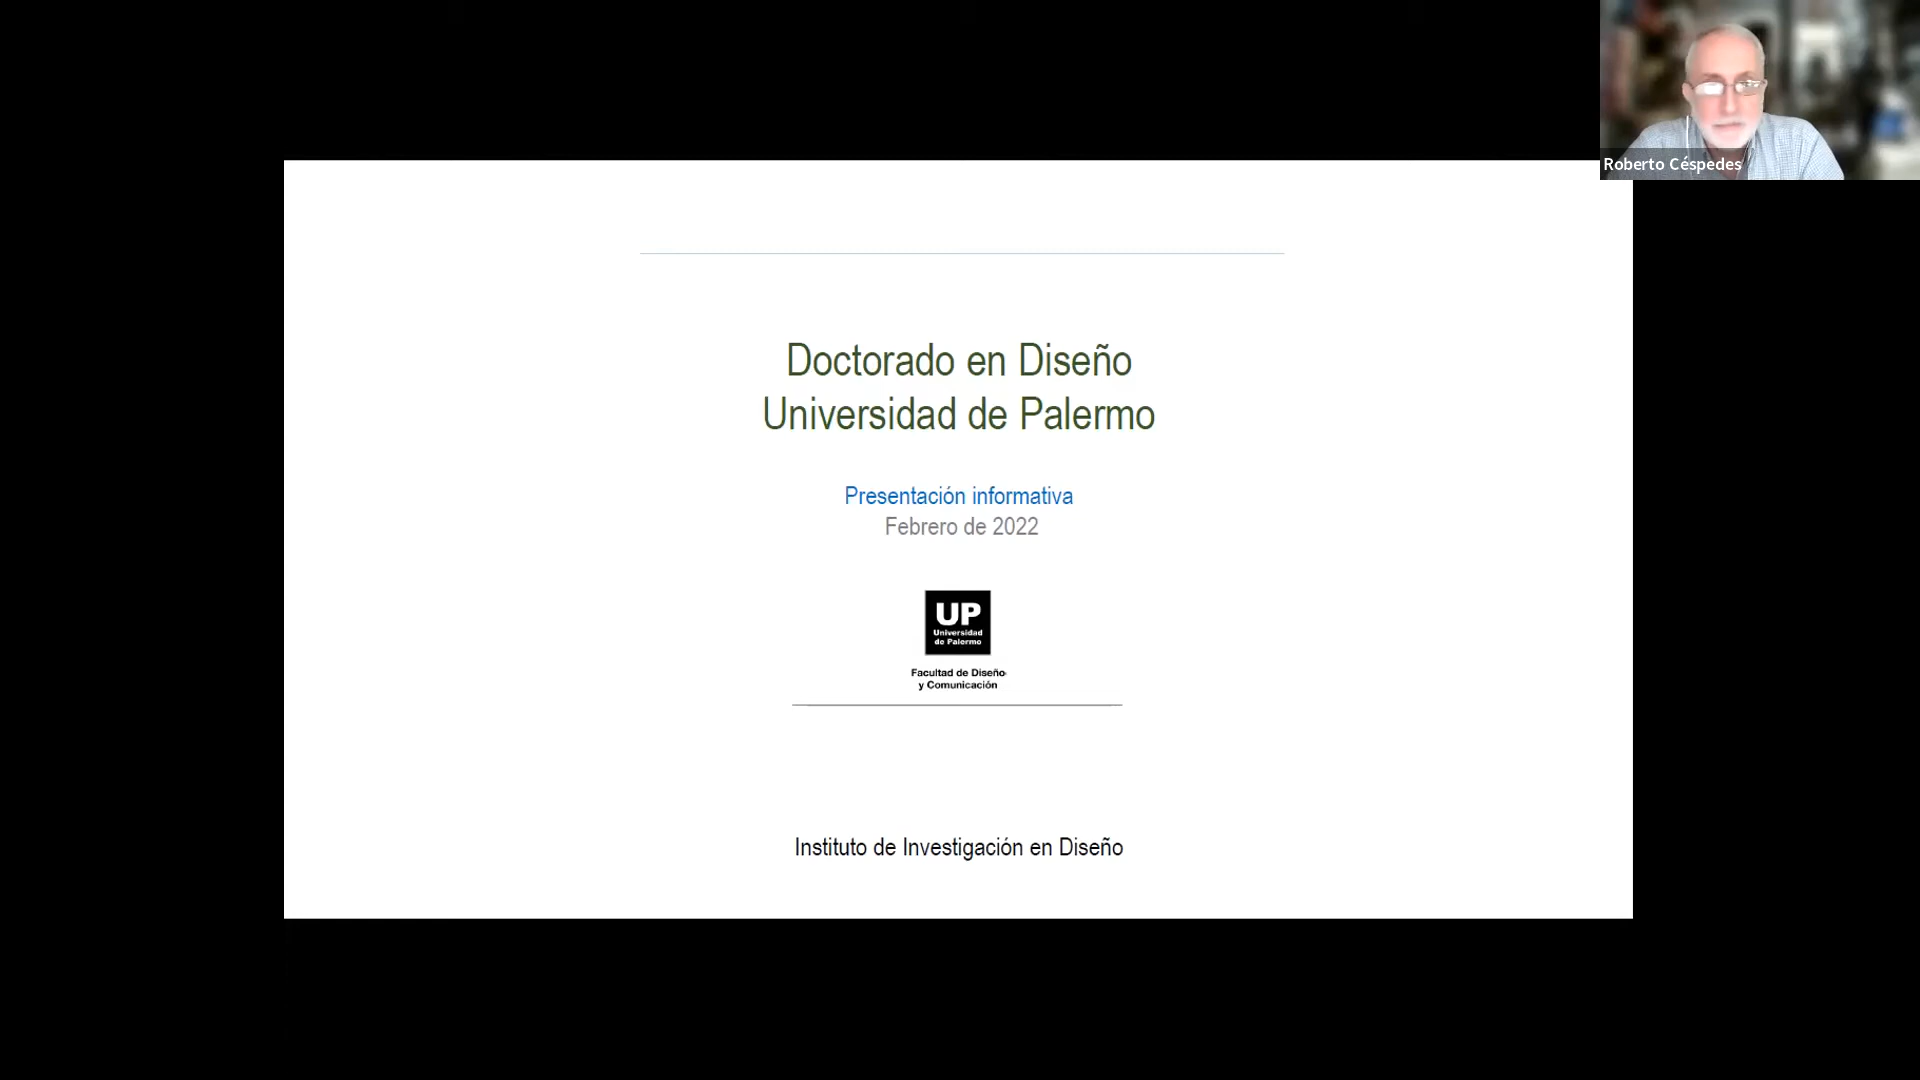 Roberto Céspedes
Doctorado en Diseño
Universidad de Palermo
Presentación informativa
Febrero de 2022
UP
Universidad
de Palermo
Facultad de Diseño
y Comunicación
Instituto de Investigación en Diseño